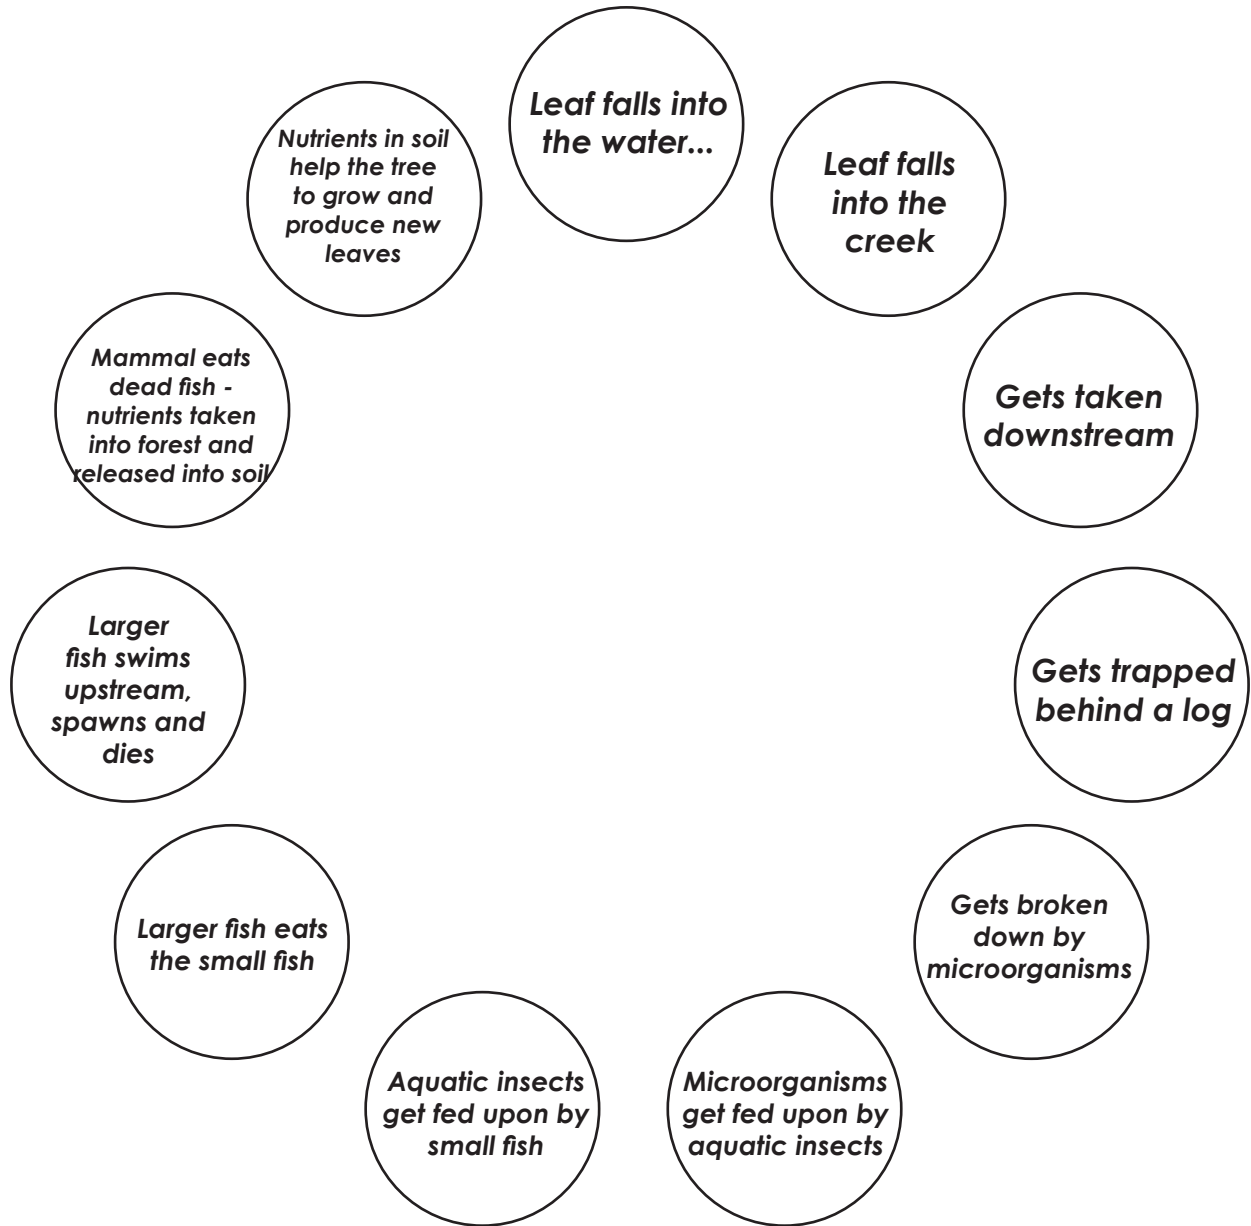 Leaf falls into
the water...
Leaf falls
into the
creek
Gets taken
downstream
Gets trapped
behind a log
Gets broken
down by
microorganisms
Microorganisms
get fed upon by
aquatic insects
Aquatic insects
get fed upon by
small fish
Larger fish eats
the small fish
Larger
fish swims
upstream,
spawns and
dies
Mammal eats
dead fish -
nutrients taken
into forest and
released into soil
Nutrients in soil
help the tree
to grow and
produce new
leaves